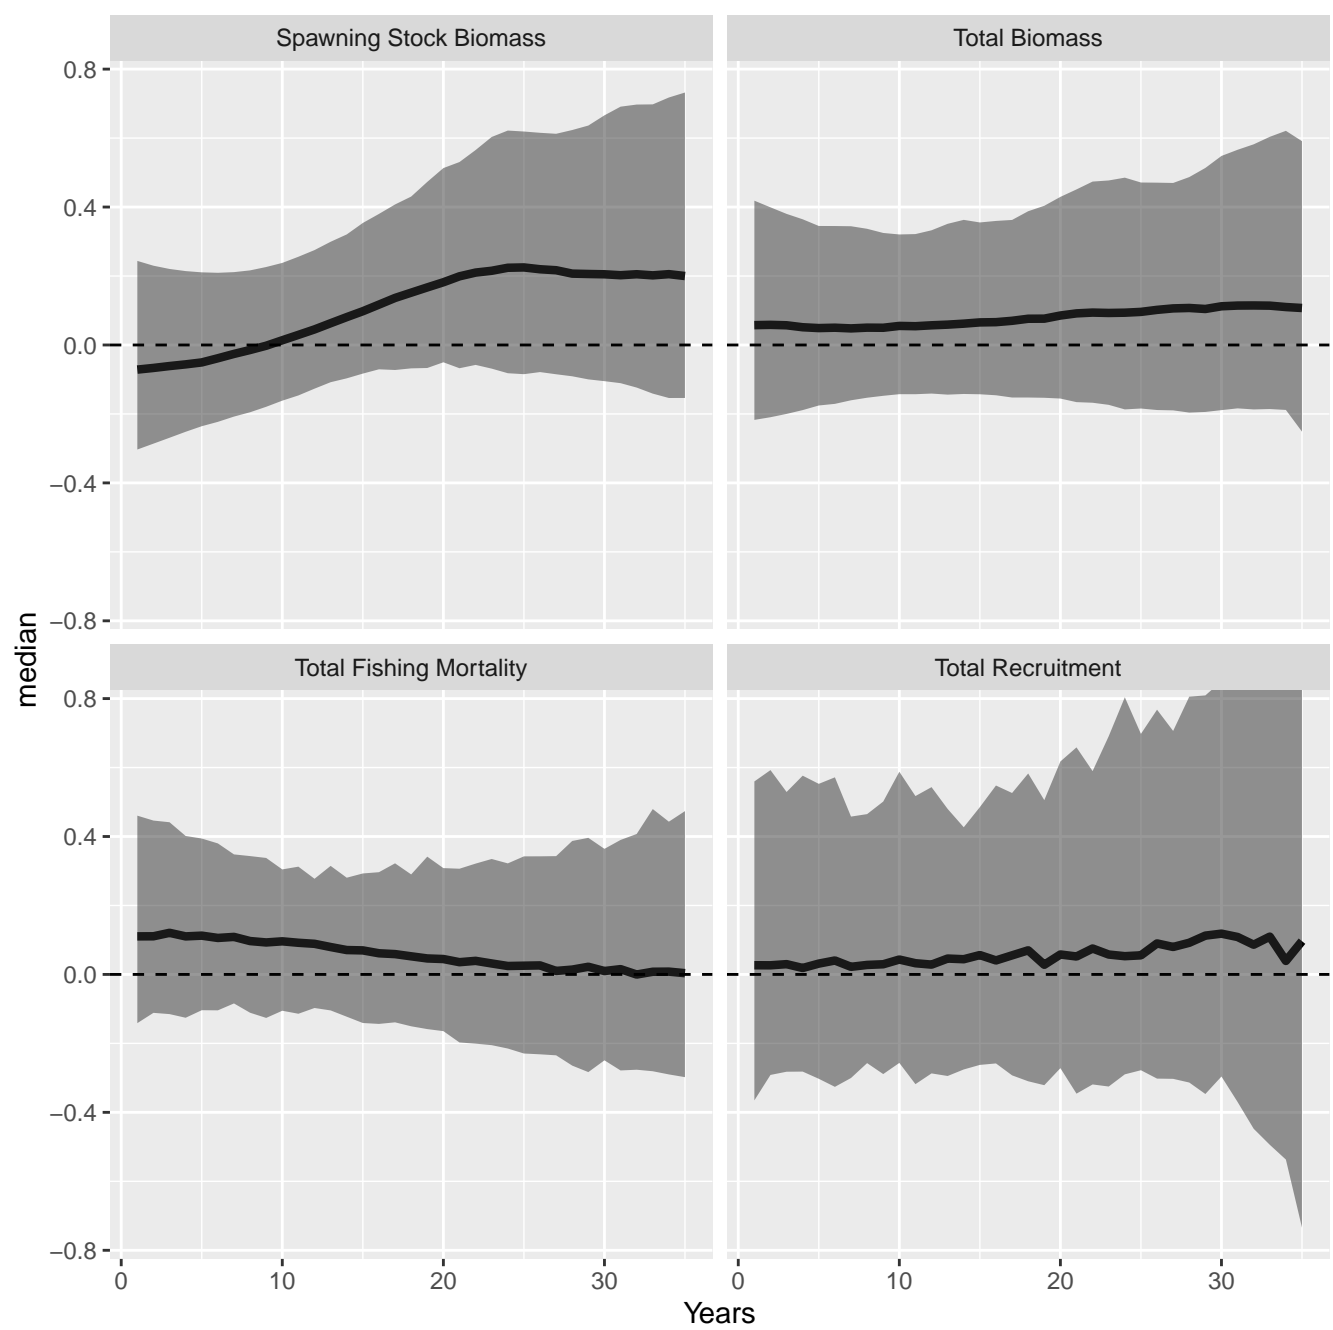 Spawning Stock Biomass
Total Biomass
0.8
0.4
0.0
−0.4
−0.8
median
Total Fishing Mortality
Total Recruitment
0.8
0.4
0.0
−0.4
−0.8
0 10 20 30
0 10 20 30
Years